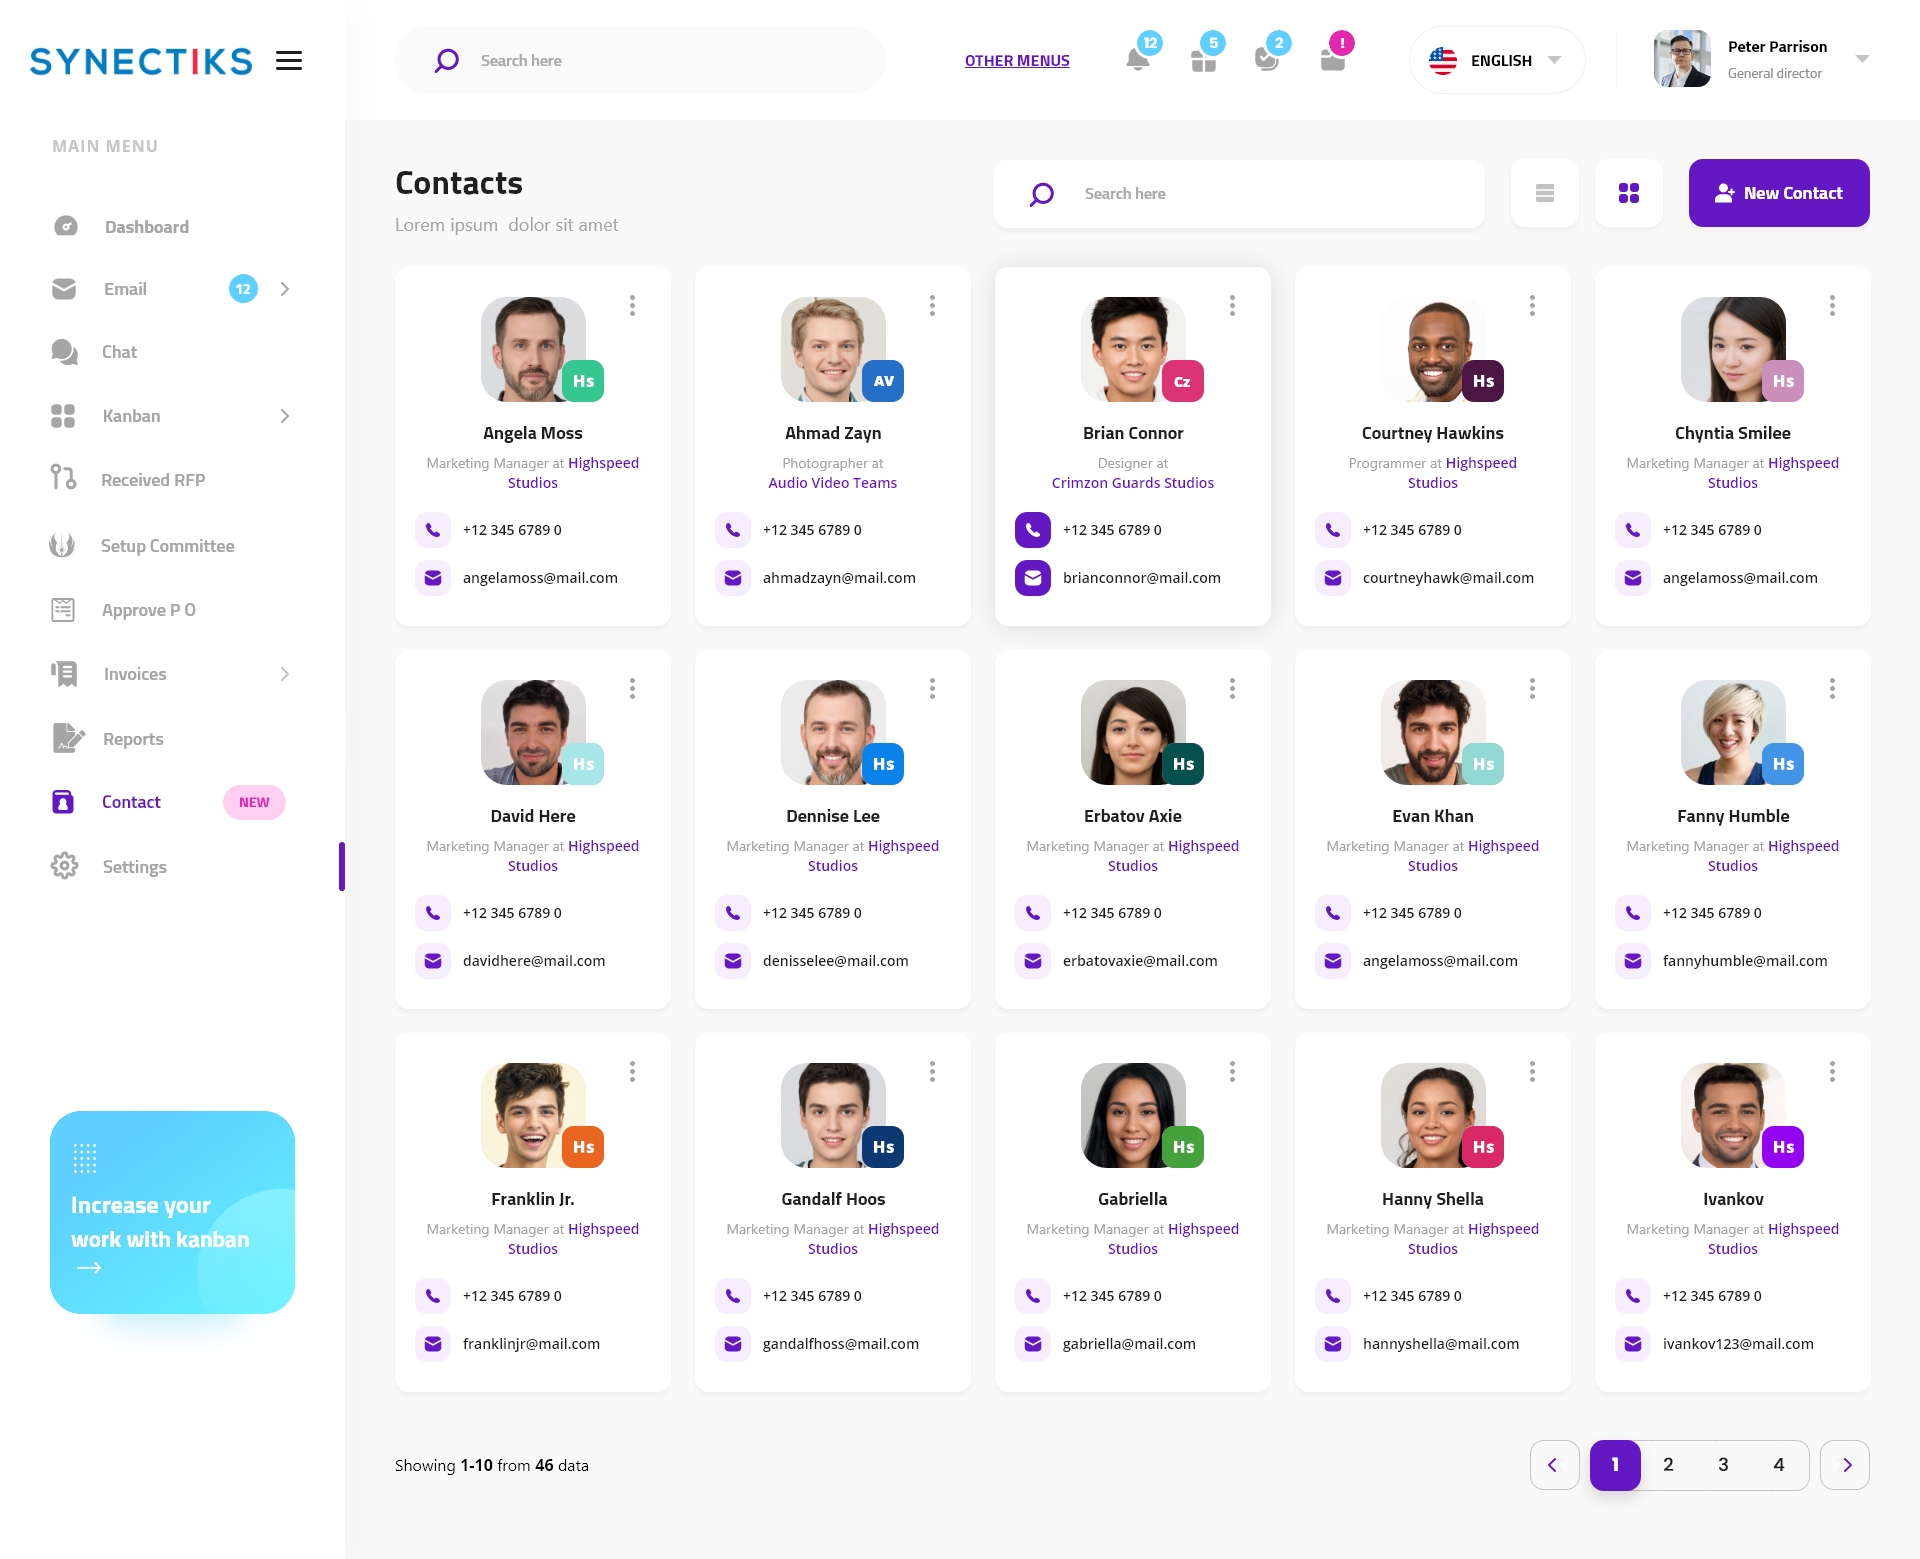 SYNECTIKS
Search here
OTHER MENUS
12
5
2
!
ENGLISH
Peter Parrison
General director
MAIN MENU
Dashboard
Email
12
Chat
Kanban
Received RFP
Setup Committee
Approve P O
Invoices
Reports
Contact
NEW
Settings
Increase your
work with kanban
Contacts
Lorem ipsum  dolor sit amet
Search here
New Contact
Hs
Angela Moss
Marketing Manager at Highspeed
Studios
+12 345 6789 0
angelamoss@mail.com
AV
Ahmad Zayn
Photographer at
Audio Video Teams
+12 345 6789 0
ahmadzayn@mail.com
Cz
Brian Connor
Designer at
Crimzon Guards Studios
+12 345 6789 0
brianconnor@mail.com
Hs
Courtney Hawkins
Programmer at Highspeed
Studios
+12 345 6789 0
courtneyhawk@mail.com
Hs
Chyntia Smilee
Marketing Manager at Highspeed
Studios
+12 345 6789 0
angelamoss@mail.com
Hs
David Here
Marketing Manager at Highspeed
Studios
+12 345 6789 0
davidhere@mail.com
Hs
Dennise Lee
Marketing Manager at Highspeed
Studios
+12 345 6789 0
denisselee@mail.com
Hs
Erbatov Axie
Marketing Manager at Highspeed
Studios
+12 345 6789 0
erbatovaxie@mail.com
Hs
Evan Khan
Marketing Manager at Highspeed
Studios
+12 345 6789 0
angelamoss@mail.com
Hs
Fanny Humble
Marketing Manager at Highspeed
Studios
+12 345 6789 0
fannyhumble@mail.com
Hs
Franklin Jr.
Marketing Manager at Highspeed
Studios
+12 345 6789 0
franklinjr@mail.com
Hs
Gandalf Hoos
Marketing Manager at Highspeed
Studios
+12 345 6789 0
gandalfhoss@mail.com
Hs
Gabriella
Marketing Manager at Highspeed
Studios
+12 345 6789 0
gabriella@mail.com
Hs
Hanny Shella
Marketing Manager at Highspeed
Studios
+12 345 6789 0
hannyshella@mail.com
Hs
Ivankov
Marketing Manager at Highspeed
Studios
+12 345 6789 0
ivankov123@mail.com
Showing 1-10 from 46 data
1 2 3 4